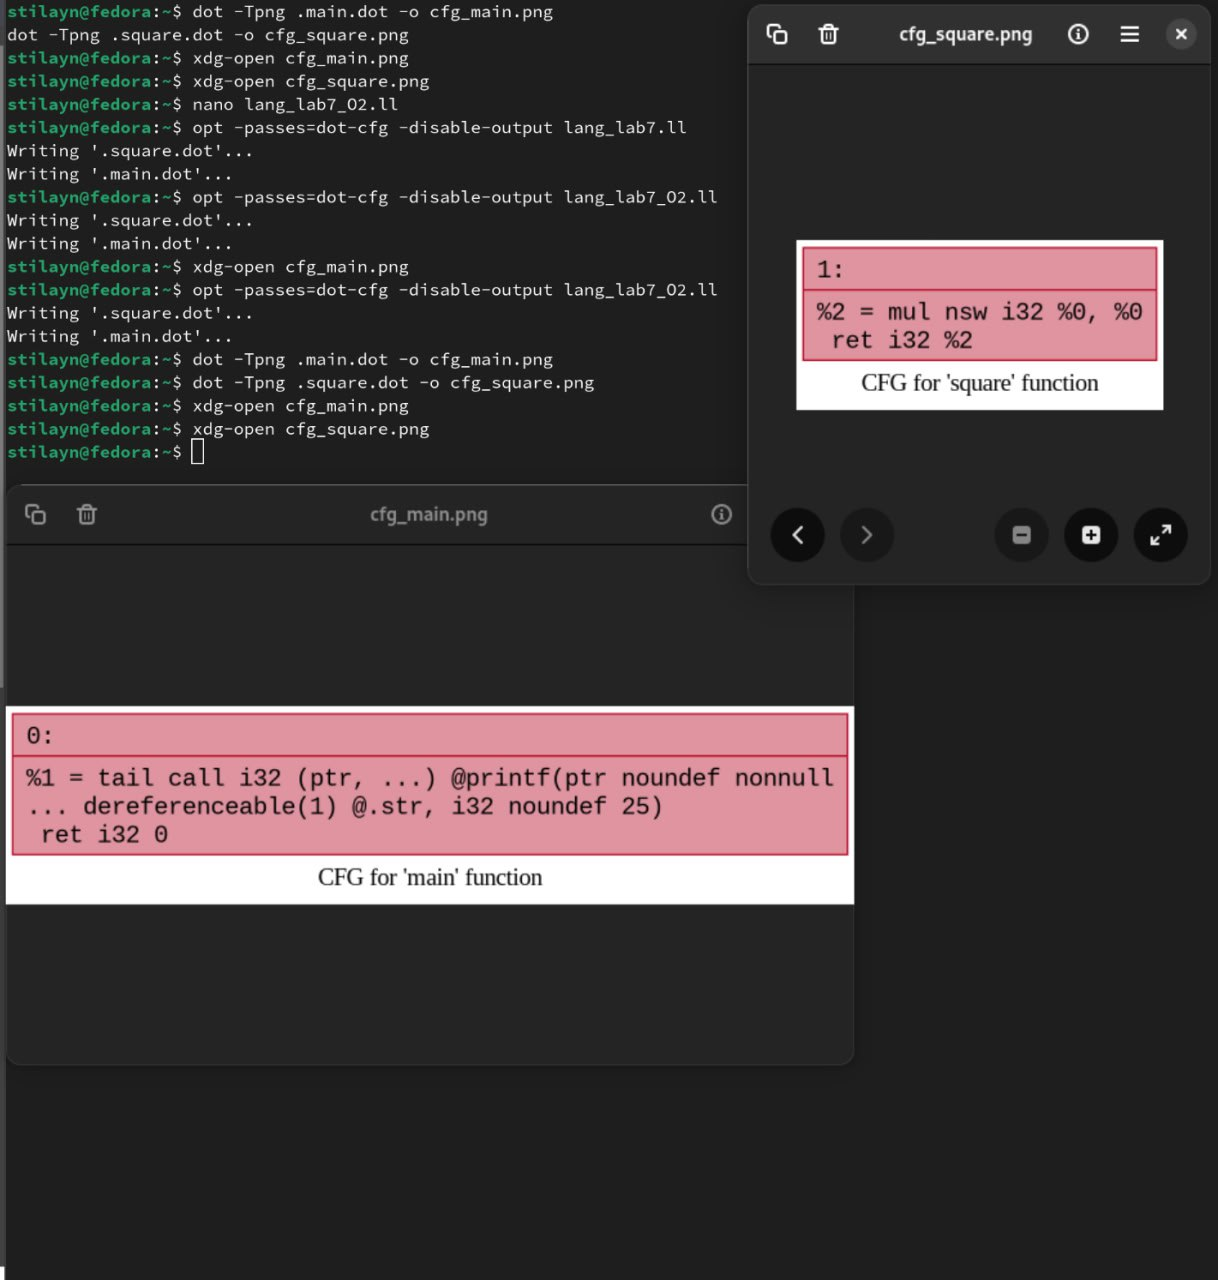 stilayn@fedora:~$ dot -Tpng .main.dot -o cfg_main.png
dot -Tpng .square.dot -o cfg_square.png
stilayn@fedora:~$ xdg-open cfg_main.png
stilayn@fedora:~$ xdg-open cfg_square.png
stilayn@fedora:~$ nano lang_lab7_O2.ll
stilayn@fedora:~$ opt -passes=dot-cfg -disable-output lang_lab7.ll
Writing '.square.dot'...
Writing '.main.dot'...
stilayn@fedora:~$ opt -passes=dot-cfg -disable-output lang_lab7_O2.ll
Writing '.square.dot'...
Writing '.main.dot'...
stilayn@fedora:~$ xdg-open cfg_main.png
stilayn@fedora:~$ opt -passes=dot-cfg -disable-output lang_lab7_O2.ll
Writing '.square.dot'...
Writing '.main.dot'...
stilayn@fedora:~$ dot -Tpng .main.dot -o cfg_main.png
stilayn@fedora:~$ dot -Tpng .square.dot -o cfg_square.png
stilayn@fedora:~$ xdg-open cfg_main.png
stilayn@fedora:~$ xdg-open cfg_square.png
stilayn@fedora:~$
cfg_square.png
1:
%2 = mul nsw i32 %0, %0
ret i32 %2
CFG for 'square' function
cfg_main.png
0:
%1 = tail call i32 (ptr, ...) @printf(ptr noundef nonnull
... dereferenceable(1) @.str, i32 noundef 25)
ret i32 0
CFG for 'main' function